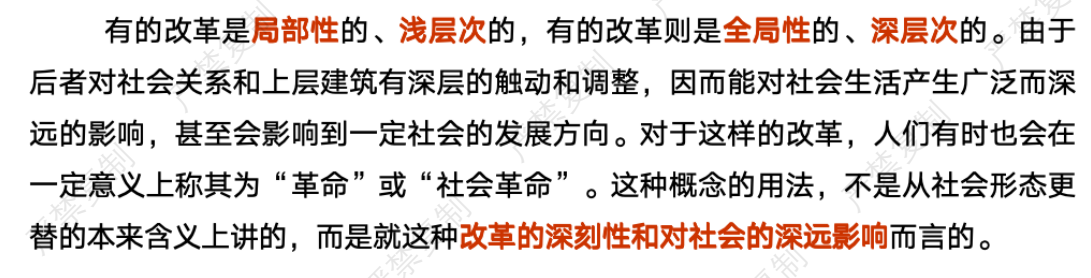 有的改革是局部性的、浅层次的，有的改革则是全局性的、深层次的。由于
后者对社会关系和上层建筑有深层的触动和调整，因而能对社会生活产生广泛而深
远的影响，甚至会影响到一定社会的发展方向。对于这样的改革，人们有时也会在
一定意义上称其为“革命”或“社会革命”。这种概念的用法，不是从社会形态更
替的本来含义上讲的，而是就这种改革的深刻性和对社会的深远影响而言的。